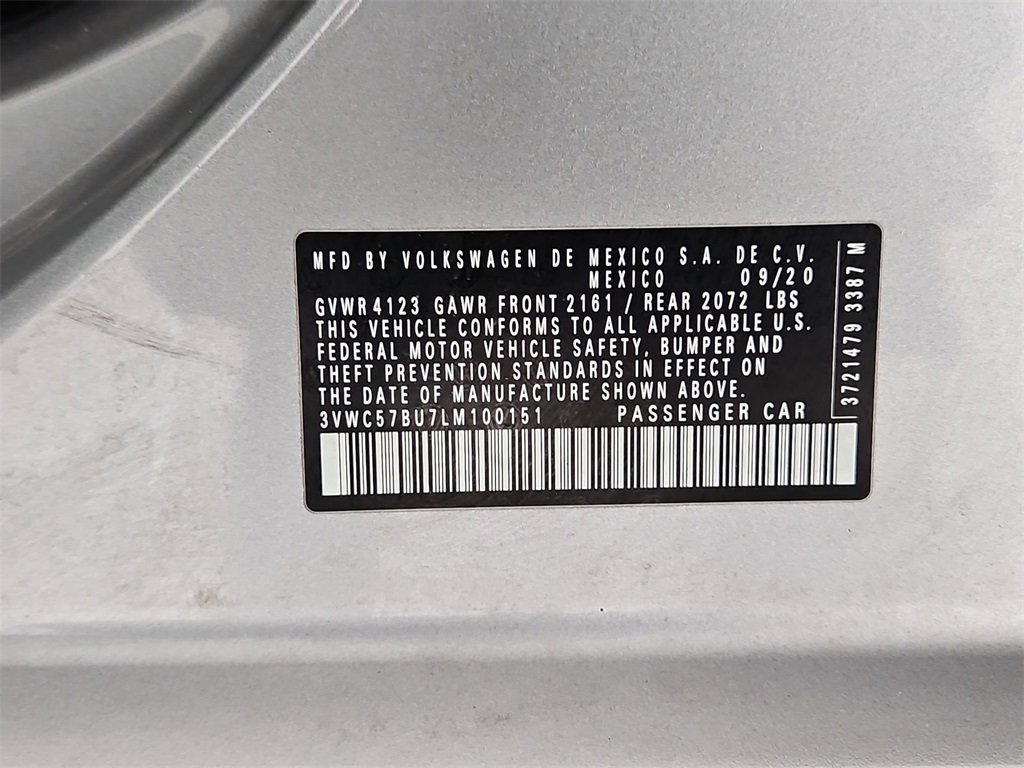 MFD BY VOLKSWAGEN DE MEXICO S.A. DE C.V.
MEXICO 09/20
GVWR 4123 GAWR FRONT 2161 / REAR 2072 LBS
THIS VEHICLE CONFORMS TO ALL APPLICABLE U.S.
FEDERAL MOTOR VEHICLE SAFETY, BUMPER AND
THEFT PREVENTION STANDARDS IN EFFECT ON
THE DATE OF MANUFACTURE SHOWN ABOVE.
3VWC57BU7LM100151 PASSENGER CAR
3721479 3387 M